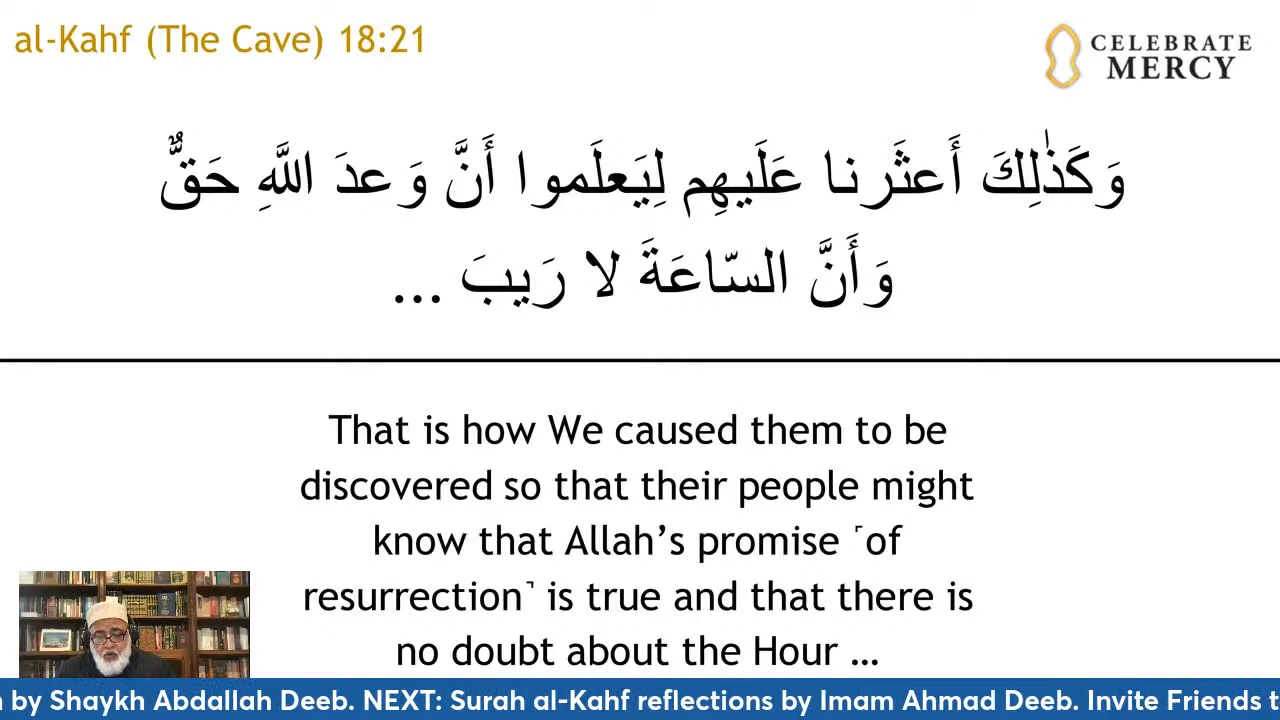 al-Kahf (The Cave) 18:21
CELEBRATE
MERCY
وَكَذٰلِكَ أَعثَرنا عَلَيهِم لِيَعلَموا أَنَّ وَعدَ اللَّهِ حَقٌّ
وَأَنَّ السّاعَةَ لا رَيبَ ...
That is how We caused them to be
discovered so that their people might
know that Allah’s promise ˹of
resurrection˺ is true and that there is
no doubt about the Hour ...
by Shaykh Abdallah Deeb. NEXT: Surah al-Kahf reflections by Imam Ahmad Deeb. Invite Friends